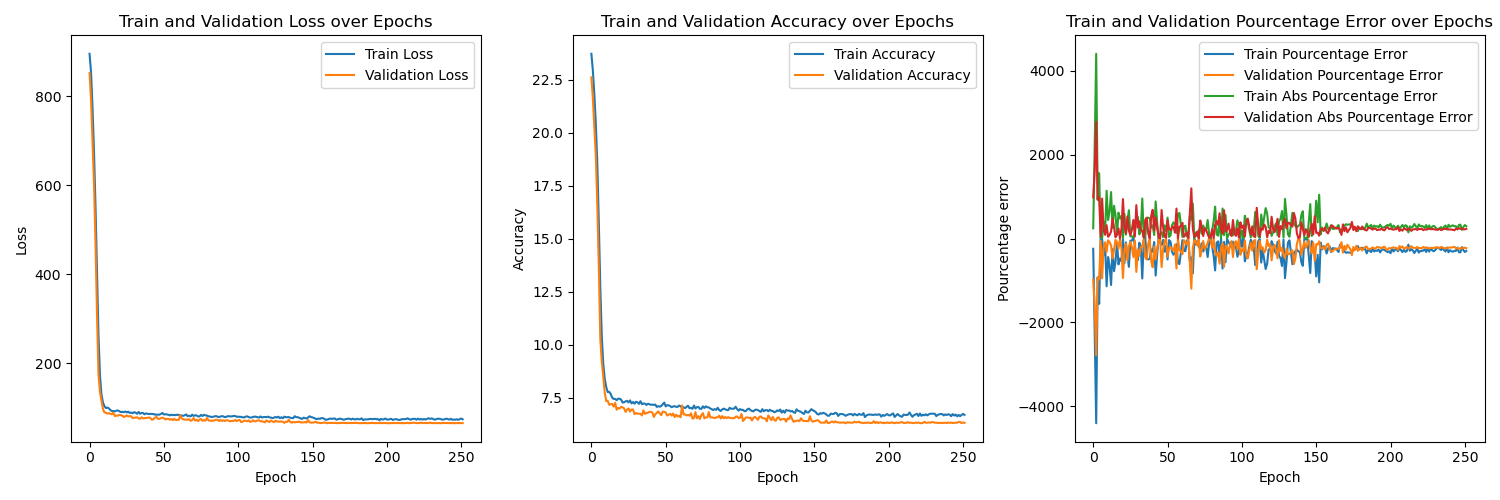 Train and Validation Loss over Epochs
Train Loss
Validation Loss
800
600
400
200
0
50
100
150
200
250
Loss
Epoch
Train and Validation Accuracy over Epochs
Train Accuracy
Validation Accuracy
22.5
20.0
17.5
15.0
12.5
10.0
7.5
0
50
100
150
200
250
Accuracy
Epoch
Train and Validation Pourcentage Error over Epochs
Train Pourcentage Error
Validation Pourcentage Error
Train Abs Pourcentage Error
Validation Abs Pourcentage Error
4000
2000
0
−2000
−4000
0
50
100
150
200
250
Pourcentage error
Epoch